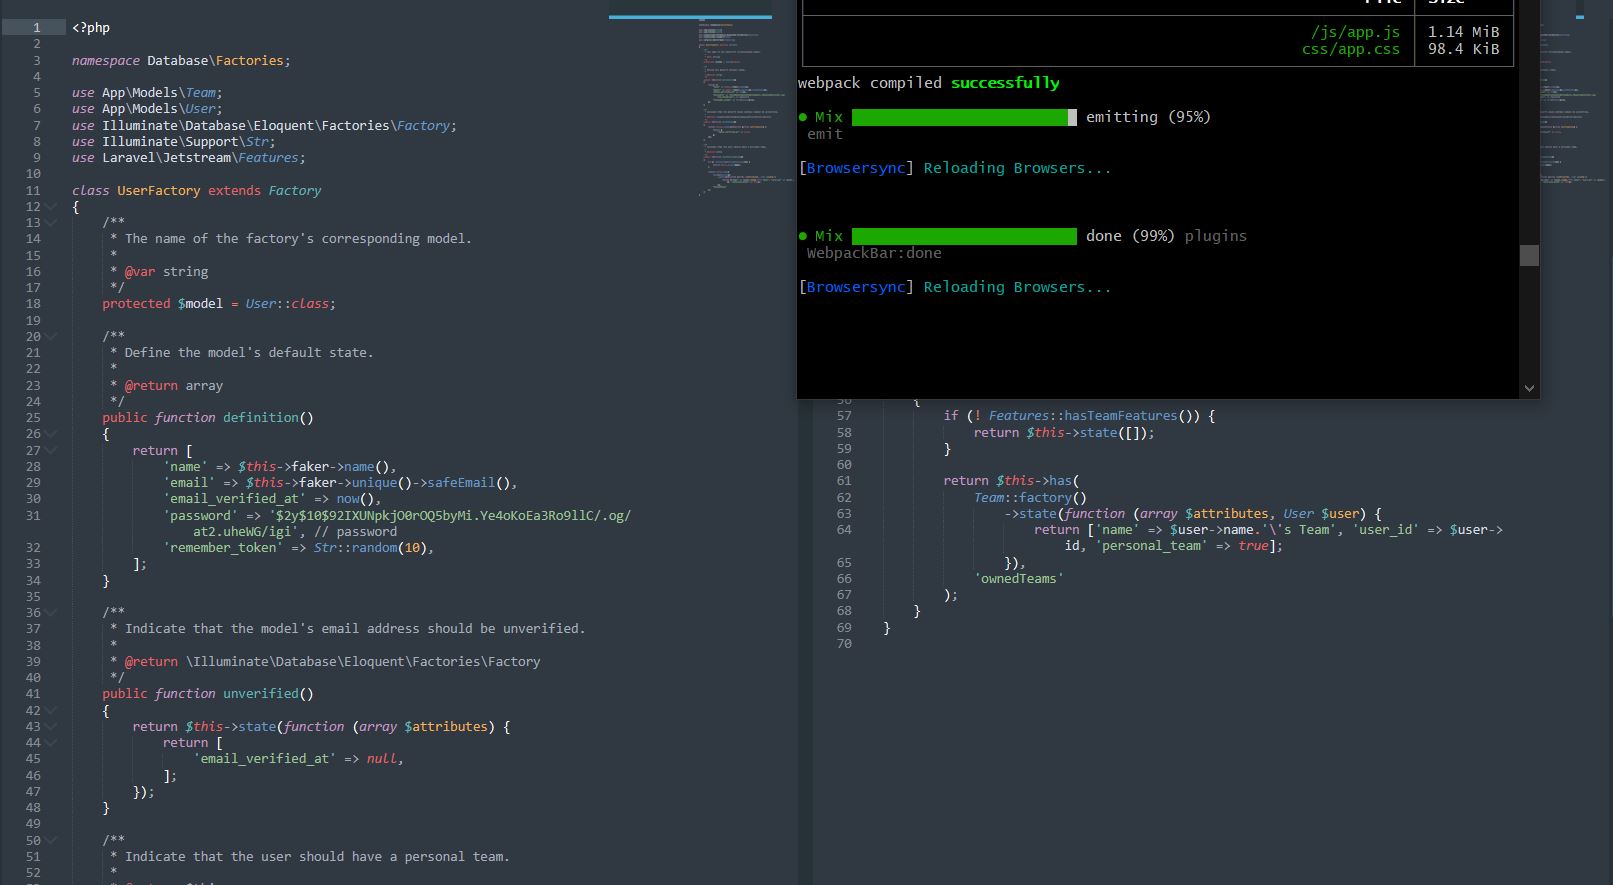 1 <?php
2
3 namespace Database\Factories;
4
5 use App\Models\Team;
6 use App\Models\User;
7 use Illuminate\Database\Eloquent\Factories\Factory;
8 use Illuminate\Support\Str;
9 use Laravel\Jetstream\Features;
10
11 class UserFactory extends Factory
12 {
13     /**
14      * The name of the factory's corresponding model.
15      *
16      * @var string
17      */
18     protected $model = User::class;
19
20     /**
21      * Define the model's default state.
22      *
23      * @return array
24      */
25     public function definition()
26     {
27         return [
28             'name' => $this->faker->name(),
29             'email' => $this->faker->unique()->safeEmail(),
30             'email_verified_at' => now(),
31             'password' => '$2y$10$92IXUNpkjO0rOQ5byMi.Ye4oKoEa3Ro9llC/.og/
                at2.uheWG/igi', // password
32             'remember_token' => Str::random(10),
33         ];
34     }
35
36     /**
37      * Indicate that the model's email address should be unverified.
38      *
39      * @return \Illuminate\Database\Eloquent\Factories\Factory
40      */
41     public function unverified()
42     {
43         return $this->state(function (array $attributes) {
44             return [
45                 'email_verified_at' => null,
46             ];
47         });
48     }
49
50     /**
51      * Indicate that the user should have a personal team.
52      *
/js/app.js 1.14 MiB
css/app.css 98.4 KiB
webpack compiled successfully
● Mix emitting (95%)
emit
[Browsersync] Reloading Browsers...
● Mix done (99%) plugins
WebpackBar:done
[Browsersync] Reloading Browsers...
56     {
57         if (! Features::hasTeamFeatures()) {
58             return $this->state([]);
59         }
60
61         return $this->has(
62             Team::factory()
63                 ->state(function (array $attributes, User $user) {
64                     return ['name' => $user->name.'\'s Team', 'user_id' => $user->
                        id, 'personal_team' => true];
65                 }),
66             'ownedTeams'
67         );
68     }
69 }
70